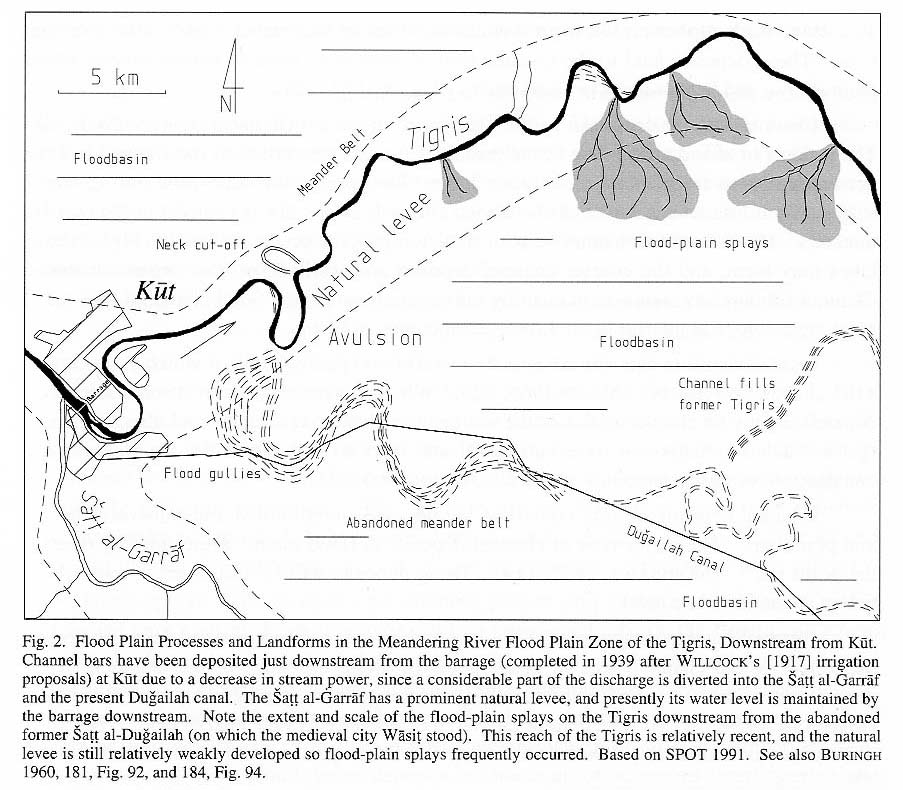 5 km
N
Floodbasin
Meander Belt
Tigris
Neck cut-off
Natural levee
Flood-plain splays
Kūt
Avulsion
Floodbasin
Barrage
Channel fills
former Tigris
Flood gullies
Abandoned meander belt
Šaṭṭ
al-Ġarrāf
Duǧailah Canal
Floodbasin
Fig. 2. Flood Plain Processes and Landforms in the Meandering River Flood Plain Zone of the Tigris, Downstream from Kūt.
Channel bars have been deposited just downstream from the barrage (completed in 1939 after WILLCOCK's [1917] irrigation
proposals) at Kūt due to a decrease in stream power, since a considerable part of the discharge is diverted into the Šaṭṭ al-Garrāf
and the present Duǧailah canal. The Šaṭṭ al-Garrāf has a prominent natural levee, and presently its water level is maintained by
the barrage downstream. Note the extent and scale of the flood-plain splays on the Tigris downstream from the abandoned
former Šaṭṭ al-Duǧailah (on which the medieval city Wāsiṭ stood). This reach of the Tigris is relatively recent, and the natural
levee is still relatively weakly developed so flood-plain splays frequently occurred. Based on SPOT 1991. See also BURINGH
1960, 181, Fig. 92, and 184, Fig. 94.